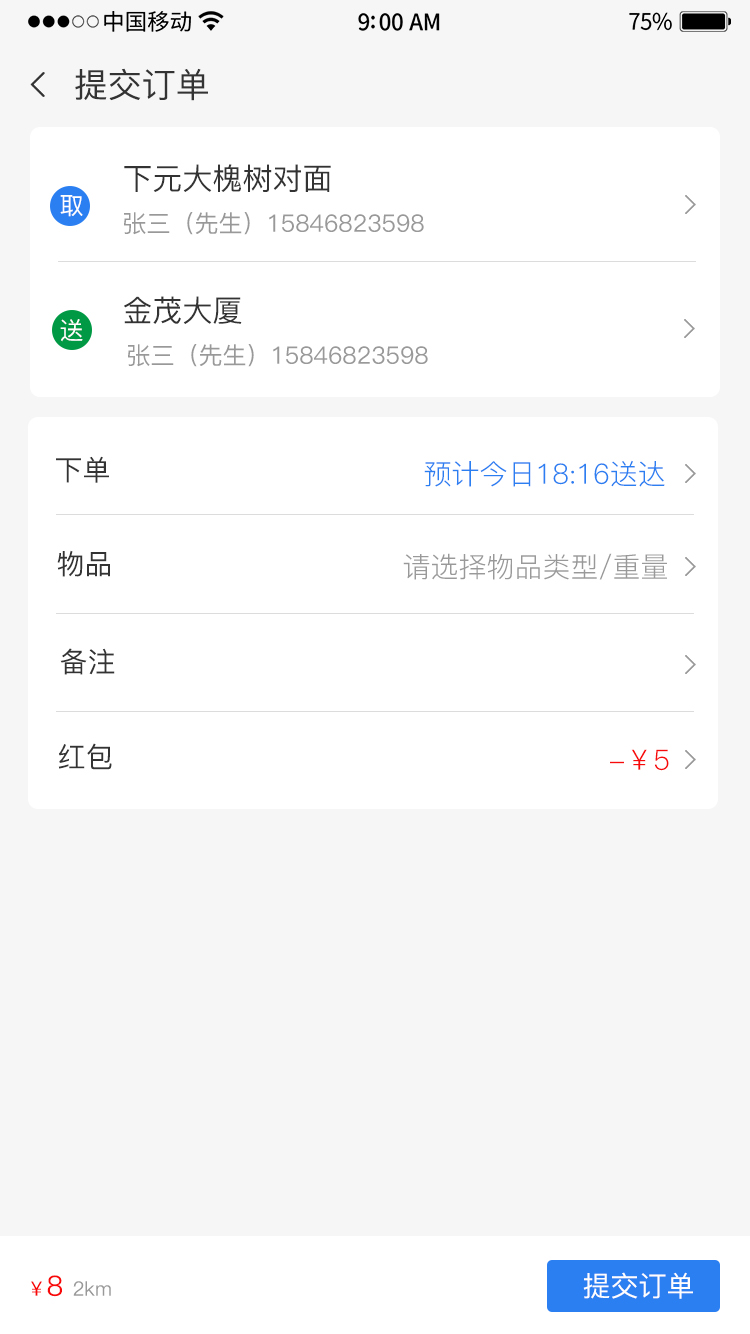 中国移动 9:00 AM 75%
提交订单
取
下元大槐树对面
张三（先生）15846823598
送
金茂大厦
张三（先生）15846823598
下单 预计今日18:16送达
物品 请选择物品类型/重量
备注
红包 -￥5
￥8 2km 提交订单